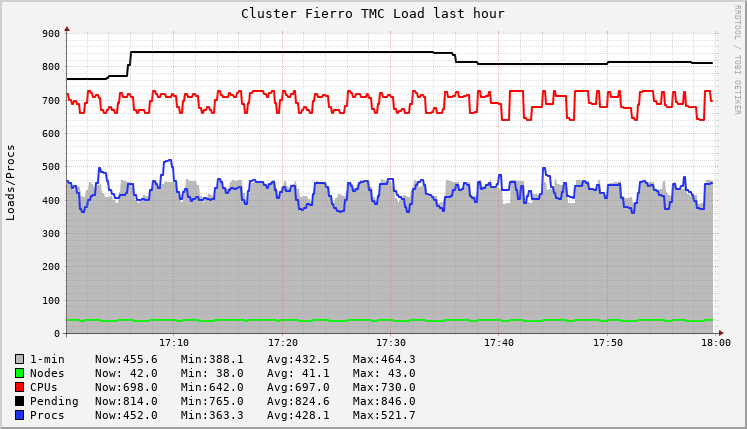 Cluster Fierro TMC Load last hour
RRDTOOL / TOBI OETIKER
Loads/Procs
900
800
700
600
500
400
300
200
100
0
17:10 17:20 17:30 17:40 17:50 18:00
1-min Now:455.6 Min:388.1 Avg:432.5 Max:464.3
Nodes Now: 42.0 Min: 38.0 Avg: 41.1 Max: 43.0
CPUs Now:698.0 Min:642.0 Avg:697.0 Max:730.0
Pending Now:814.0 Min:765.0 Avg:824.6 Max:846.0
Procs Now:452.0 Min:363.3 Avg:428.1 Max:521.7